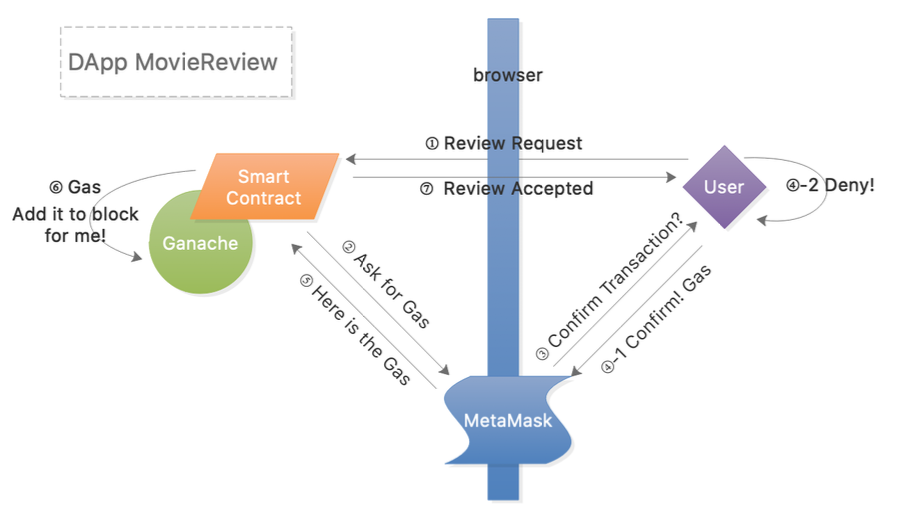 DApp MovieReview
browser
① Review Request
⑦ Review Accepted
Smart
Contract
User
④-2 Deny!
⑥ Gas
Add it to block
for me!
Ganache
② Ask for Gas
⑤ Here is the Gas
③ Confirm Transaction?
④-1 Confirm! Gas
MetaMask